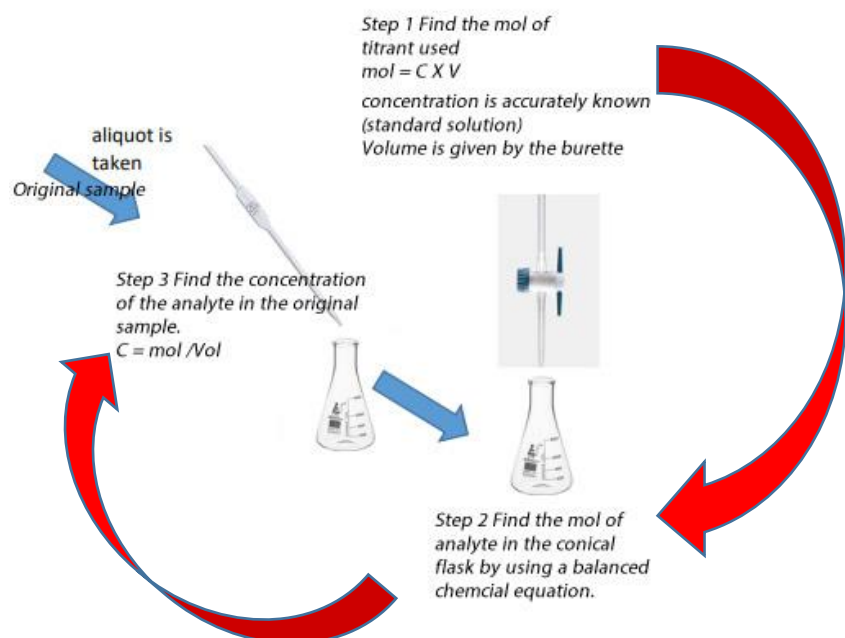 Step 1 Find the mol of
titrant used
mol = C X V
concentration is accurately known
(standard solution)
Volume is given by the burette
aliquot is
taken
Original sample
Step 3 Find the concentration
of the analyte in the original
sample.
C = mol /Vol
Step 2 Find the mol of
analyte in the conical
flask by using a balanced
chemcial equation.